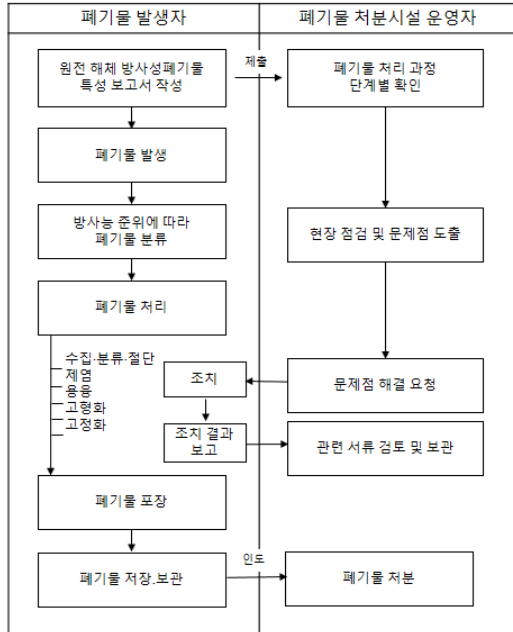 폐기물 발생자
폐기물 처분시설 운영자
원전 해체 방사성폐기물
특성 보고서 작성
제출
폐기물 처리 과정
단계별 확인
폐기물 발생
방사능 준위에 따라
폐기물 분류
현장 점검 및 문제점 도출
폐기물 처리
수집·분류·절단
제염
용융
고형화
고정화
조치
문제점 해결 요청
조치 결과
보고
관련 서류 검토 및 보관
폐기물 포장
폐기물 저장.보관
인도
폐기물 처분